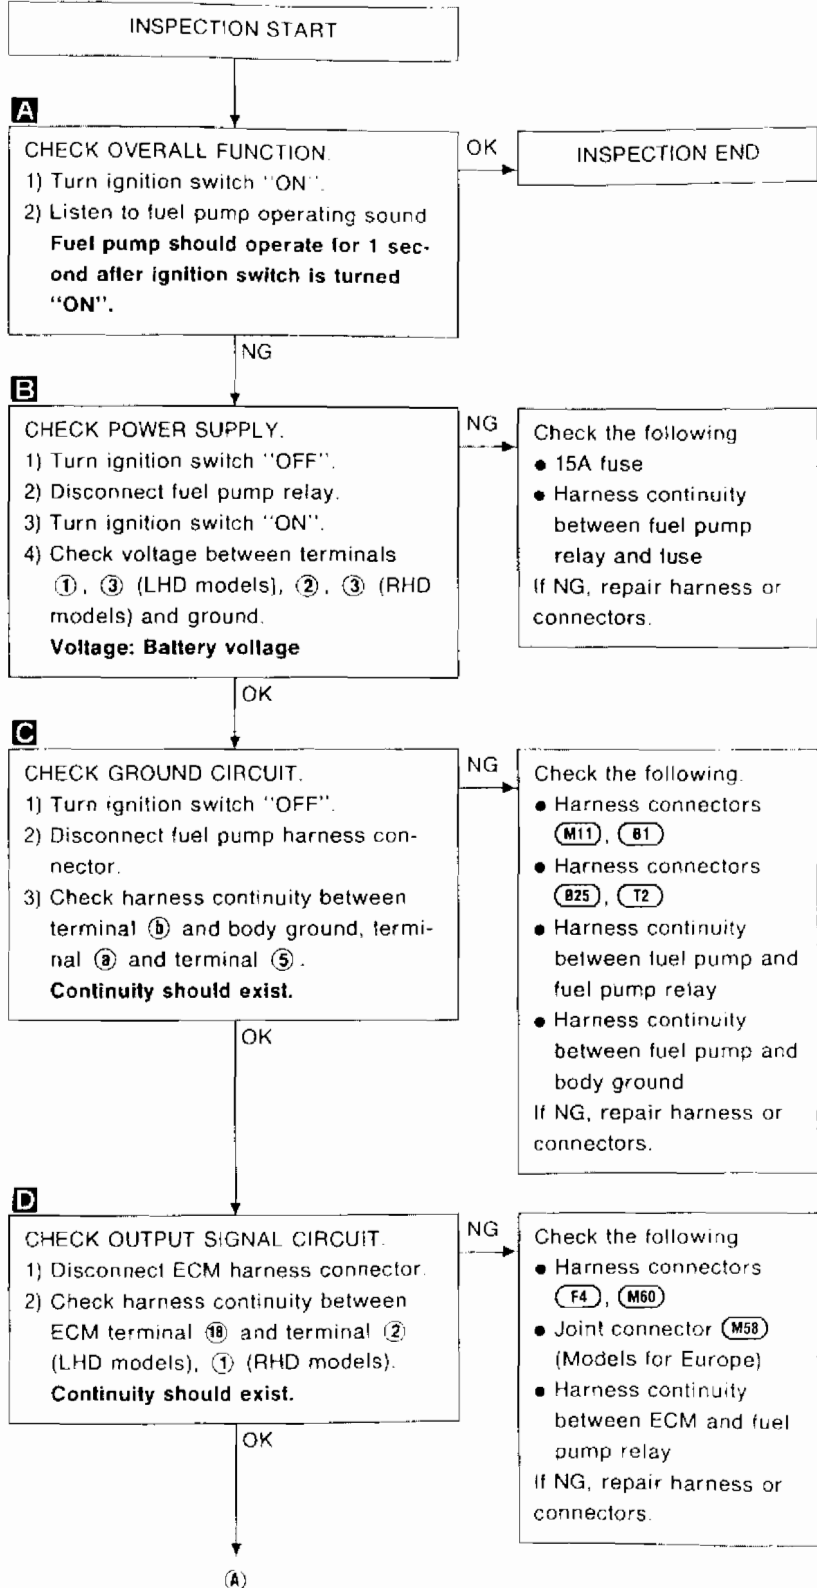 INSPECTION START
A
CHECK OVERALL FUNCTION.
1) Turn ignition switch "ON".
2) Listen to fuel pump operating sound
Fuel pump should operate for 1 sec-
ond after ignition switch is turned
"ON".
OK
INSPECTION END
NG
B
CHECK POWER SUPPLY.
1) Turn ignition switch "OFF".
2) Disconnect fuel pump relay.
3) Turn ignition switch "ON".
4) Check voltage between terminals
①, ③ (LHD models), ②, ③ (RHD
models) and ground.
Voltage: Battery voltage
NG
Check the following
● 15A fuse
● Harness continuity
between fuel pump
relay and fuse
If NG, repair harness or
connectors.
OK
C
CHECK GROUND CIRCUIT.
1) Turn ignition switch "OFF".
2) Disconnect fuel pump harness con-
nector.
3) Check harness continuity between
terminal ⓑ and body ground, termi-
nal ⓐ and terminal ⑤.
Continuity should exist.
NG
Check the following.
● Harness connectors
(M11), (B1)
● Harness connectors
(B25), (T2)
● Harness continuity
between fuel pump and
fuel pump relay
● Harness continuity
between fuel pump and
body ground
If NG, repair harness or
connectors.
OK
D
CHECK OUTPUT SIGNAL CIRCUIT.
1) Disconnect ECM harness connector.
2) Check harness continuity between
ECM terminal ⑱ and terminal ②
(LHD models), ① (RHD models).
Continuity should exist.
NG
Check the following
● Harness connectors
(F4), (M60)
● Joint connector (M58)
(Models for Europe)
● Harness continuity
between ECM and fuel
pump relay
If NG, repair harness or
connectors.
OK
Ⓐ